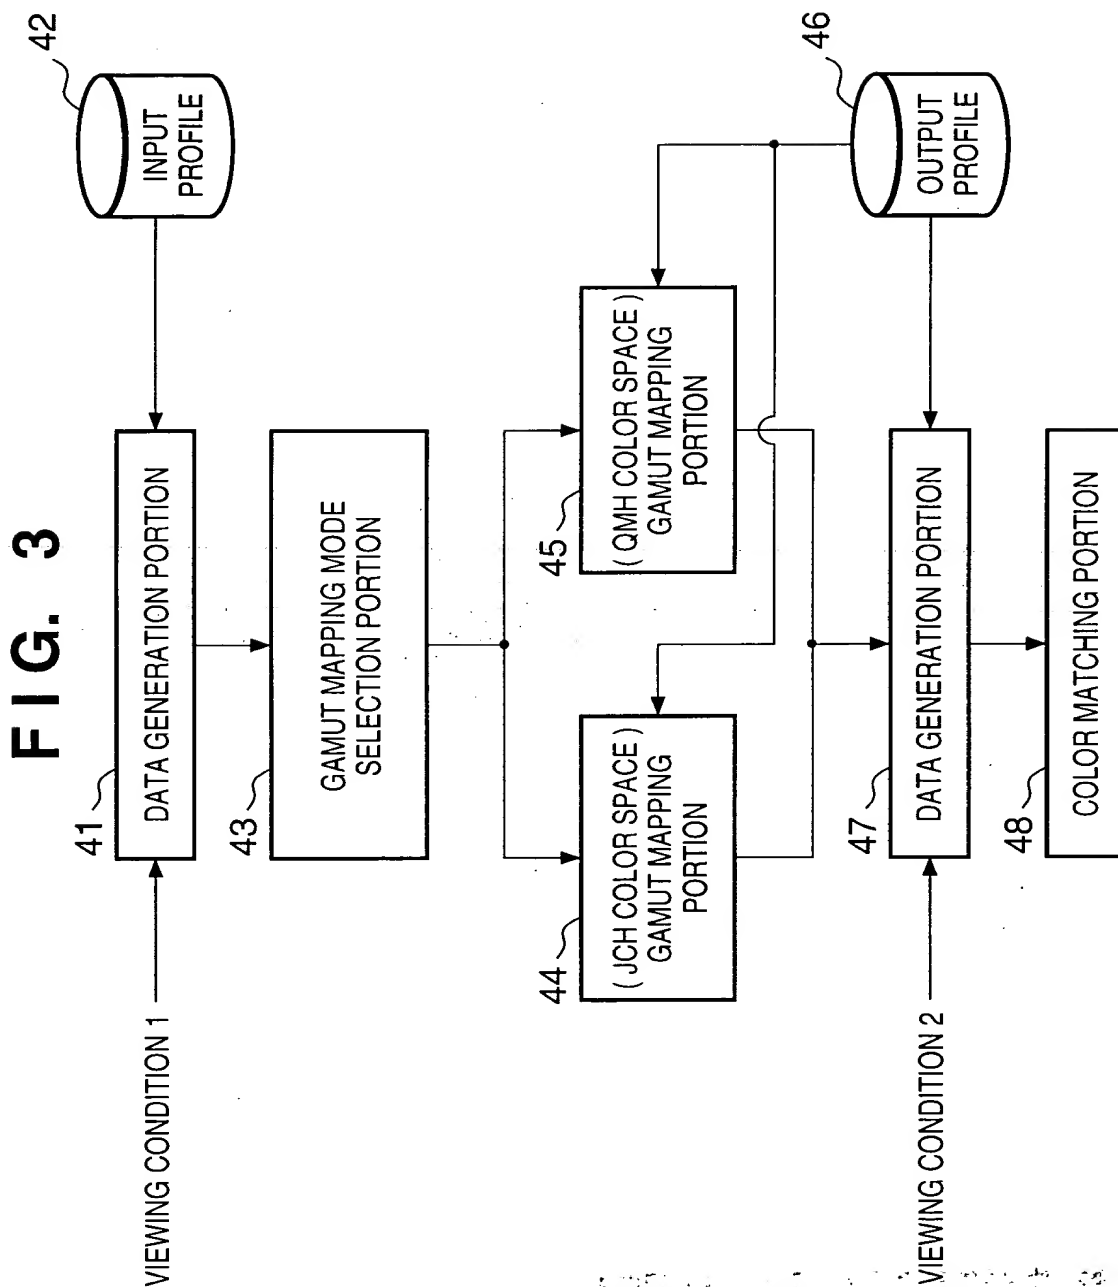 FIG. 3
42
INPUT
PROFILE
41
DATA GENERATION PORTION
VIEWING CONDITION 1
43
GAMUT MAPPING MODE
SELECTION PORTION
44
( JCH COLOR SPACE )
GAMUT MAPPING
PORTION
45
( QMH COLOR SPACE )
GAMUT MAPPING
PORTION
46
OUTPUT
PROFILE
47
DATA GENERATION PORTION
VIEWING CONDITION 2
48
COLOR MATCHING PORTION